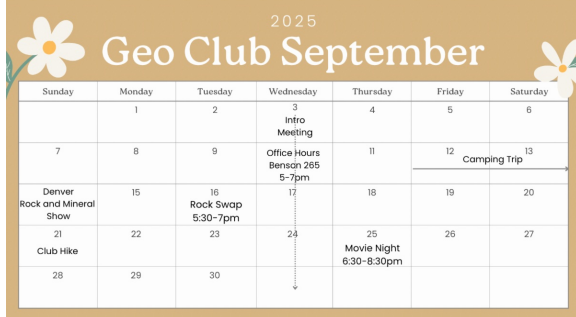 2025
Geo Club September
Sunday Monday Tuesday Wednesday Thursday Friday Saturday
1 2 3 4 5 6
Intro
Meeting
7 8 9 11 12 13
Office Hours
Benson 265
5-7pm
Camping Trip
Denver
Rock and Mineral
Show
15 16 17 18 19 20
Rock Swap
5:30-7pm
21 22 23 24 25 26 27
Club Hike
Movie Night
6:30-8:30pm
28 29 30